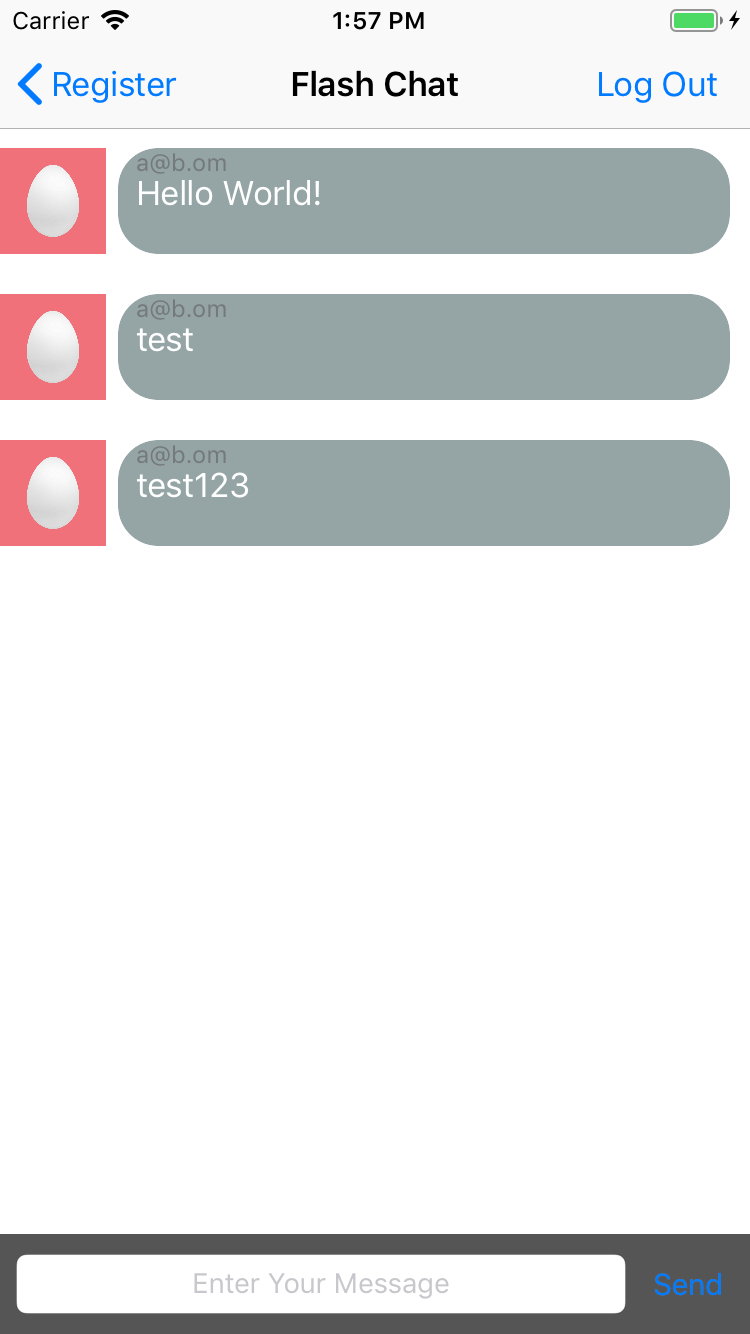 Carrier 1:57 PM
Register Flash Chat Log Out
a@b.om
Hello World!
a@b.om
test
a@b.om
test123
Enter Your Message Send